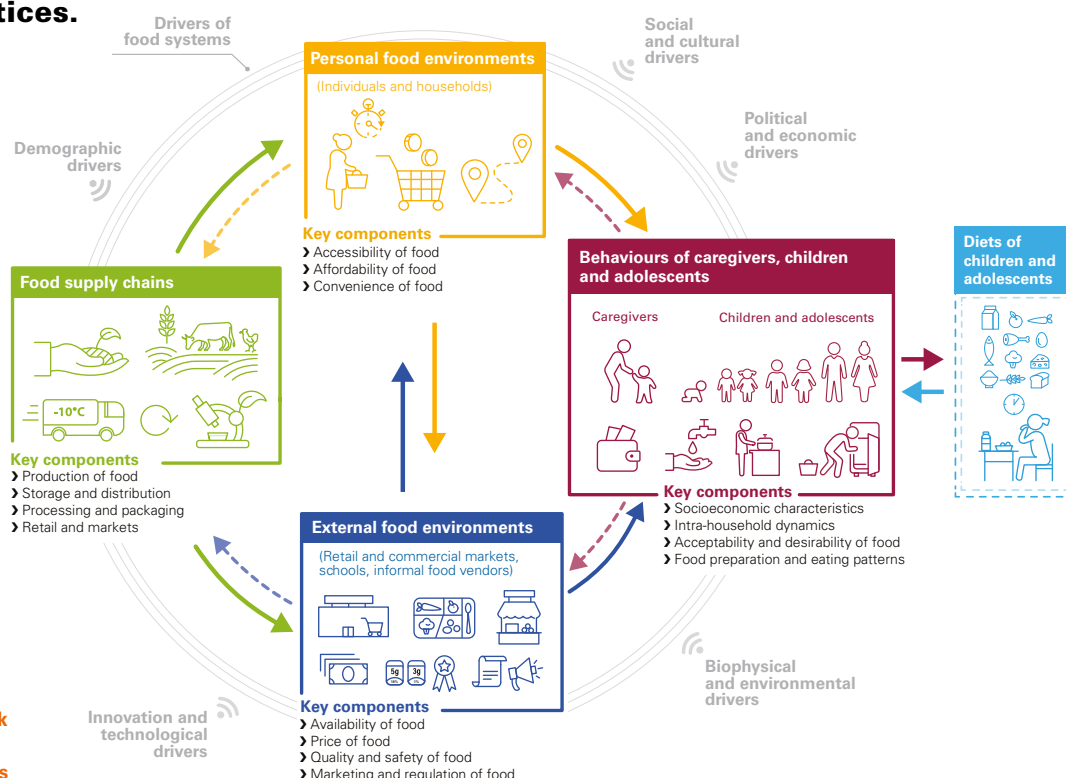 tices.
Drivers of
food systems
Social
and cultural
drivers
Personal food environments
(Individuals and households)
Political
and economic
drivers
Demographic
drivers
Key components
❯ Accessibility of food
❯ Affordability of food
❯ Convenience of food
Behaviours of caregivers, children
and adolescents
Caregivers
Children and adolescents
Diets of
children and
adolescents
Food supply chains
-10°C
Key components
❯ Production of food
❯ Storage and distribution
❯ Processing and packaging
❯ Retail and markets
Key components
❯ Socioeconomic characteristics
❯ Intra-household dynamics
❯ Acceptability and desirability of food
❯ Food preparation and eating patterns
External food environments
(Retail and commercial markets,
schools, informal food vendors)
5g
3g
Key components
❯ Availability of food
❯ Price of food
❯ Quality and safety of food
❯ Marketing and regulation of food
Biophysical
and environmental
drivers
Innovation and
technological
drivers
k
s